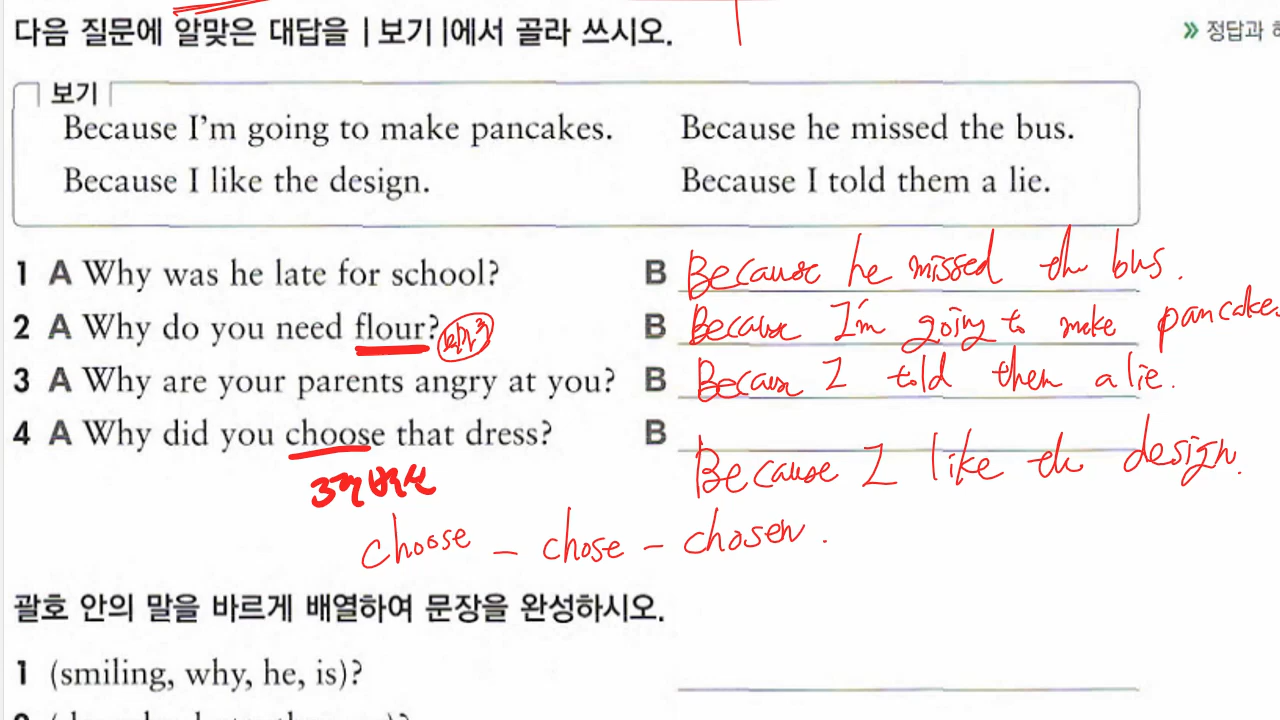 다음 질문에 알맞은 대답을 |보기|에서 골라 쓰시오.
» 정답과
보기
Because I'm going to make pancakes. Because he missed the bus.
Because I like the design. Because I told them a lie.
1 A Why was he late for school? B Because he missed the bus.
2 A Why do you need flour? B Because I'm going to make pancakes
3 A Why are your parents angry at you? B Because I told them a lie.
4 A Why did you choose that dress? B Because I like the design.
3단변신
choose - chose - chosen.
괄호 안의 말을 바르게 배열하여 문장을 완성하시오.
1 (smiling, why, he, is)?